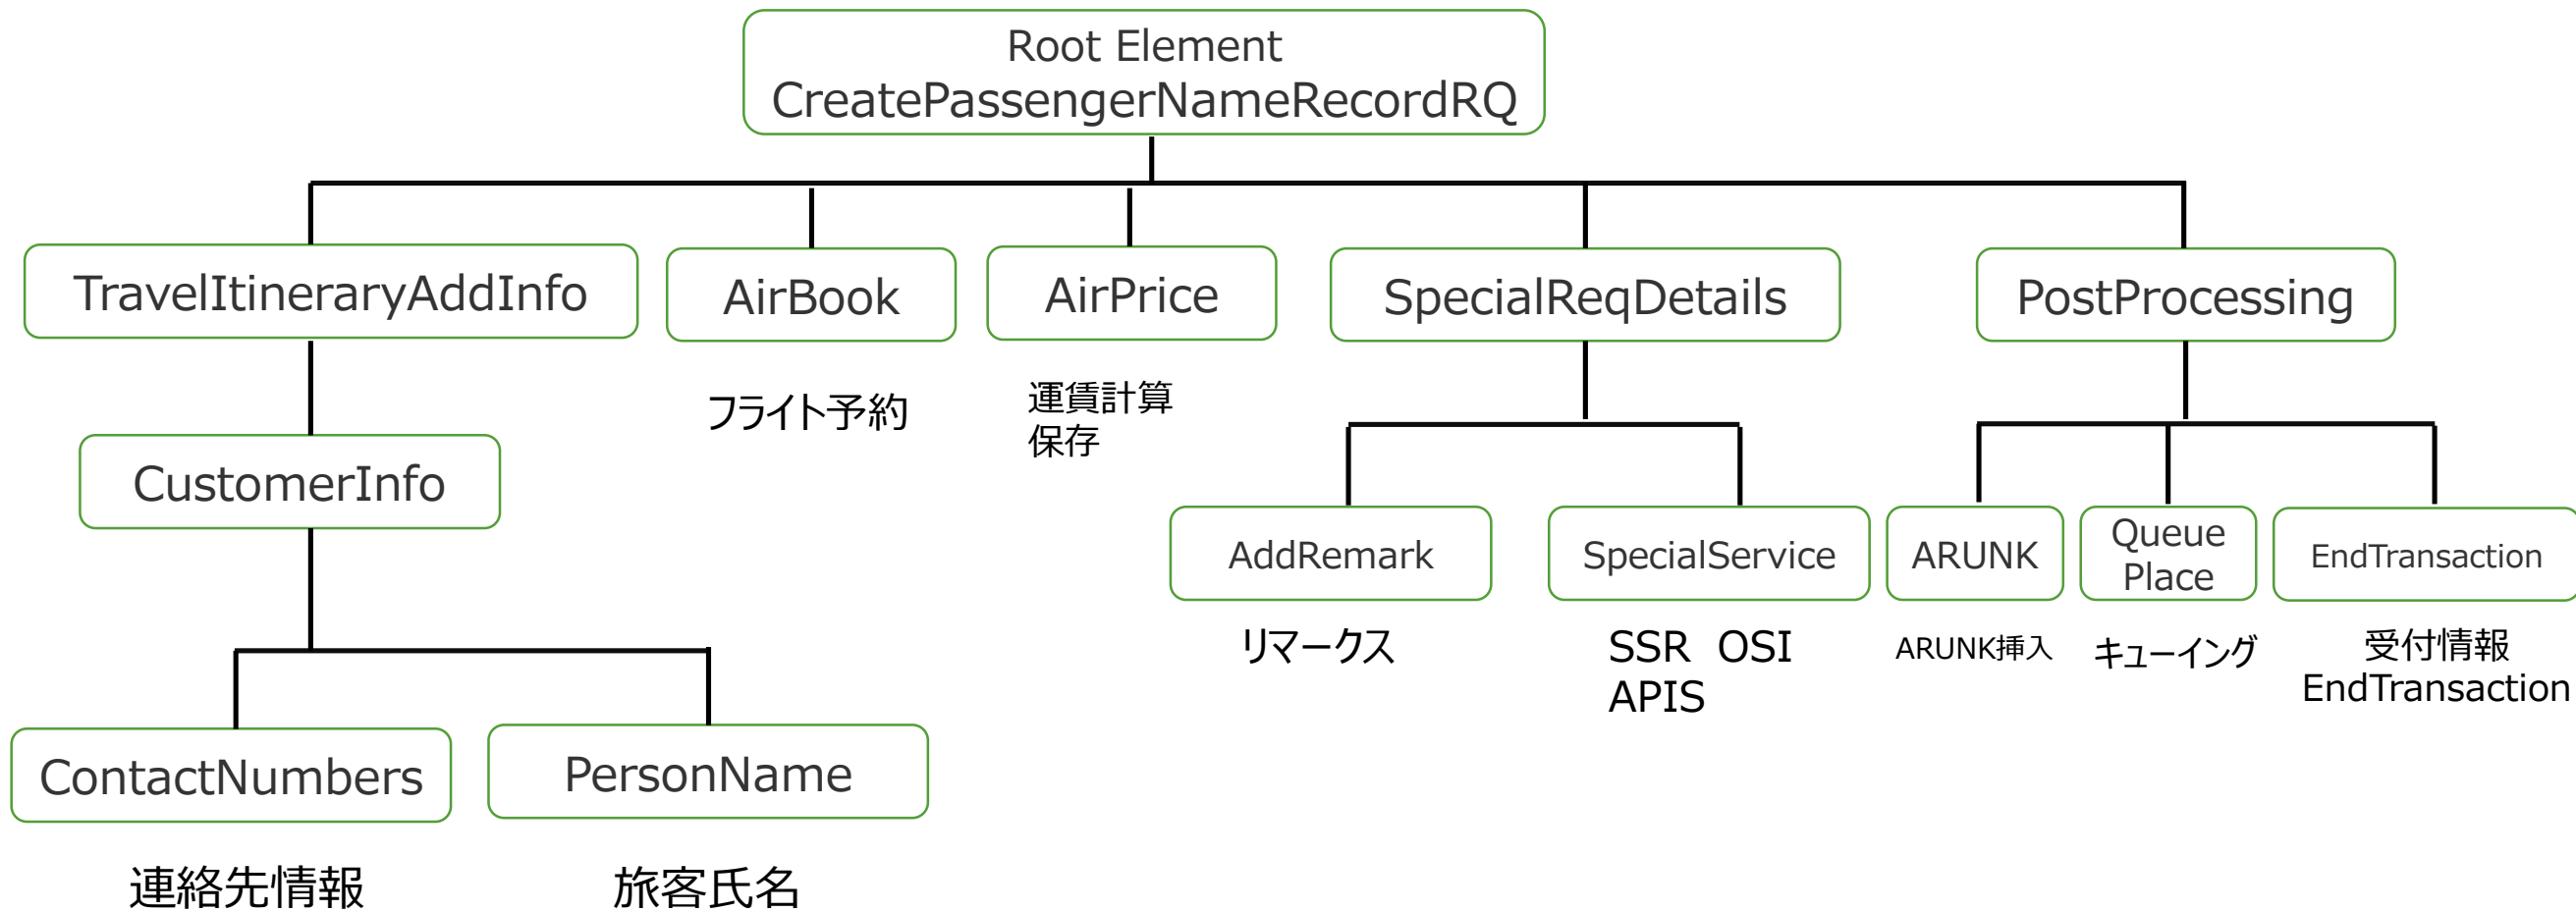 Root Element
CreatePassengerNameRecordRQ
TravelItineraryAddInfo
AirBook
AirPrice
SpecialReqDetails
PostProcessing
フライト予約
運賃計算
保存
CustomerInfo
AddRemark
SpecialService
ARUNK
Queue
Place
EndTransaction
リマークス
SSR OSI
APIS
ARUNK挿入
キューイング
受付情報
EndTransaction
ContactNumbers
PersonName
連絡先情報
旅客氏名